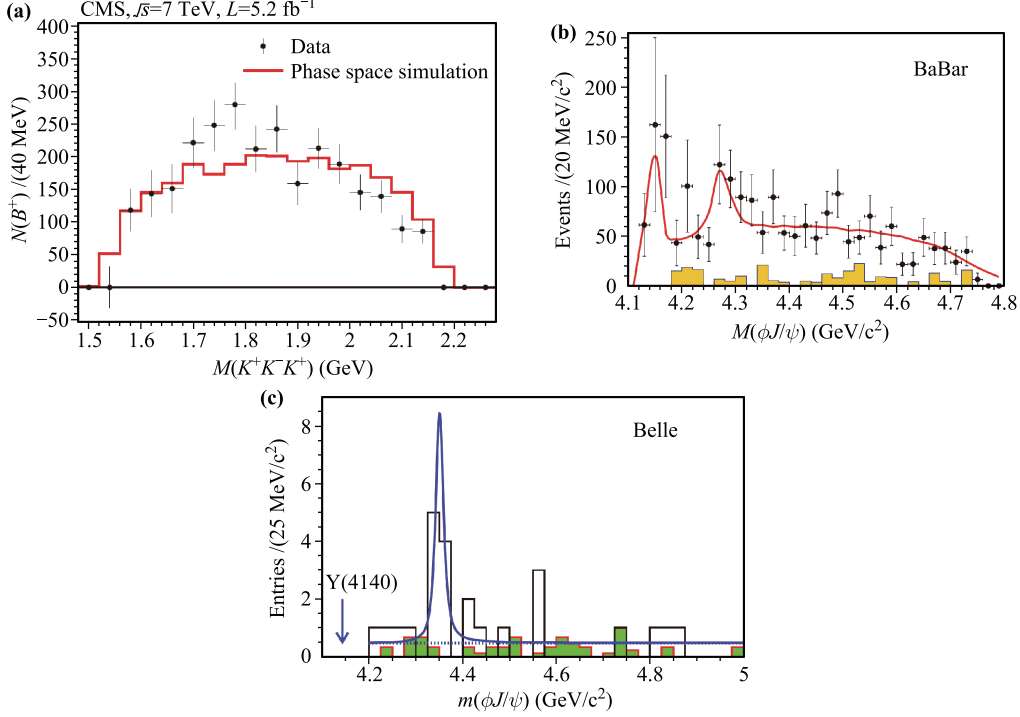 (a)
CMS, √s=7 TeV, L=5.2 fb⁻¹
400
350
300
250
200
150
100
50
0
−50
N(B⁺)/(40 MeV)
Data
Phase space simulation
1.5 1.6 1.7 1.8 1.9 2 2.1 2.2
M(K⁺K⁻K⁺) (GeV)
(b)
250
200
150
100
50
0
Events /(20 MeV/c²)
BaBar
4.1 4.2 4.3 4.4 4.5 4.6 4.7 4.8
M(ϕJ/ψ) (GeV/c²)
(c)
8
6
4
2
0
Entries /(25 MeV/c²)
Belle
Y(4140)
4.2 4.4 4.6 4.8 5
m(ϕJ/ψ) (GeV/c²)